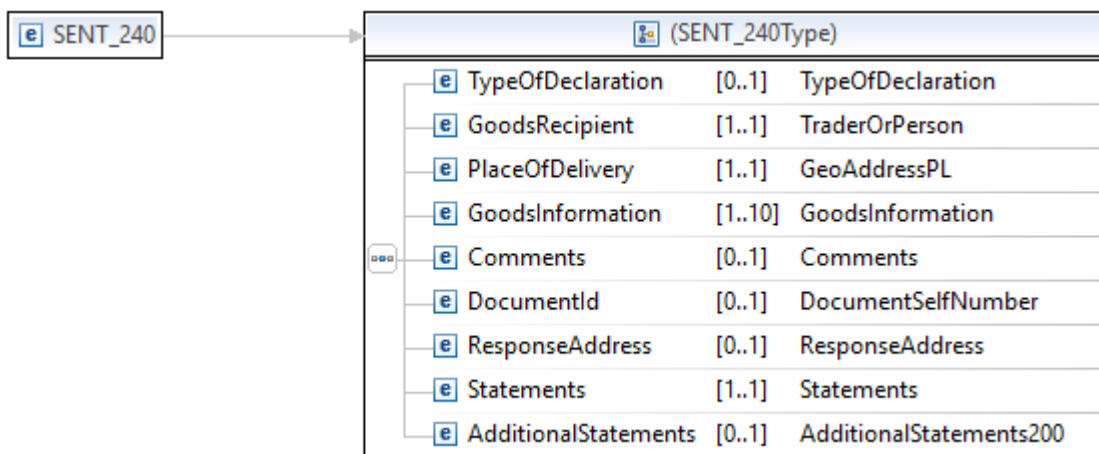 e SENT_240
(SENT_240Type)
e TypeOfDeclaration [0..1] TypeOfDeclaration
e GoodsRecipient [1..1] TraderOrPerson
e PlaceOfDelivery [1..1] GeoAddressPL
e GoodsInformation [1..10] GoodsInformation
e Comments [0..1] Comments
e DocumentId [0..1] DocumentSelfNumber
e ResponseAddress [0..1] ResponseAddress
e Statements [1..1] Statements
e AdditionalStatements [0..1] AdditionalStatements200